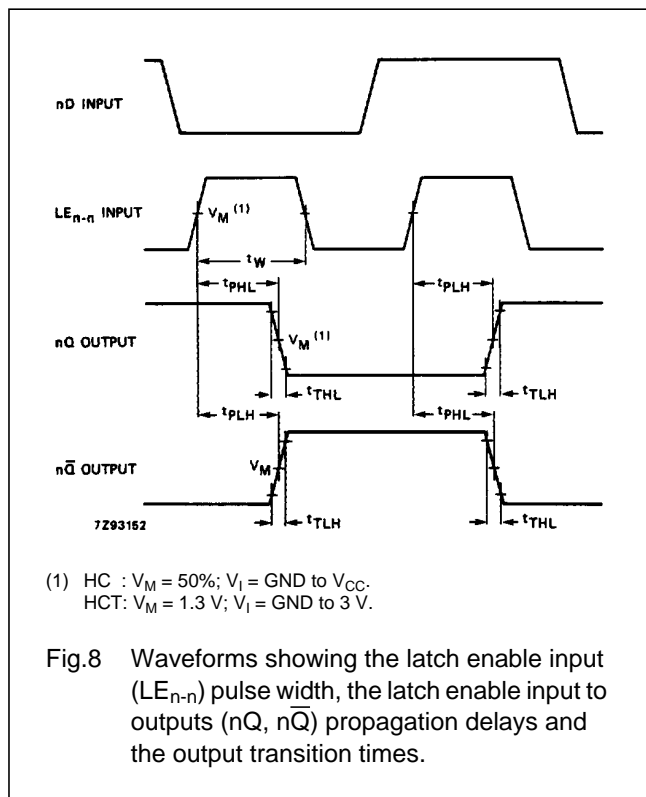 nD INPUT
LEn-n INPUT
VM (1)
tW
tPHL
tPLH
nQ OUTPUT
VM (1)
tTHL
tTLH
tPLH
tPHL
nQ̅ OUTPUT
VM
7Z93152
tTLH
tTHL
(1) HC : VM = 50%; VI = GND to VCC.
HCT: VM = 1.3 V; VI = GND to 3 V.
Fig.8 Waveforms showing the latch enable input
(LEn-n) pulse width, the latch enable input to
outputs (nQ, nQ̅) propagation delays and
the output transition times.